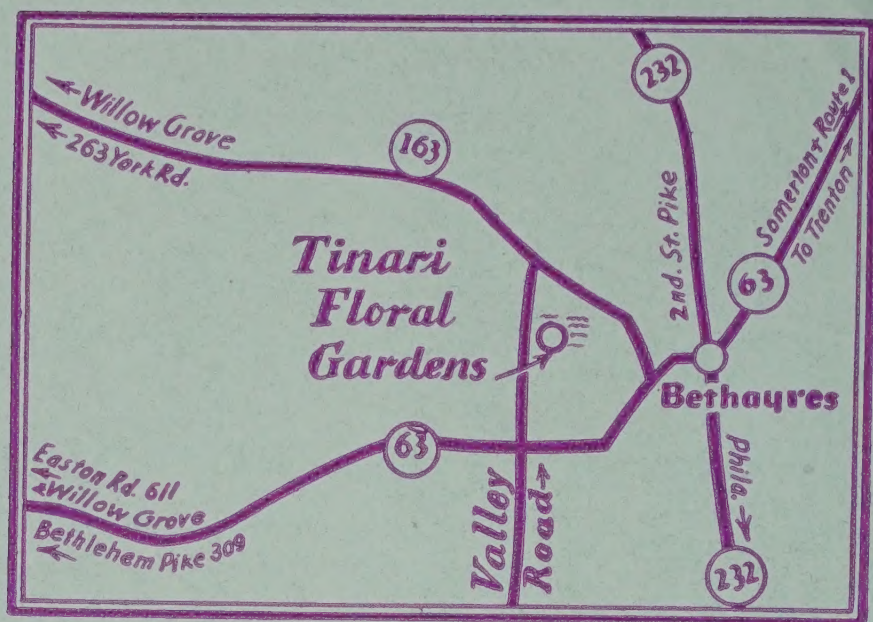 Willow Grove
263 York Rd.
163
232
2nd. St. Pike
Somerton & Route 1
To Trenton
63
Tinari
Floral
Gardens
Bethayres
63
Easton Rd. 611
Willow Grove
Bethlehem Pike 309
Valley
Road
Phila.
232